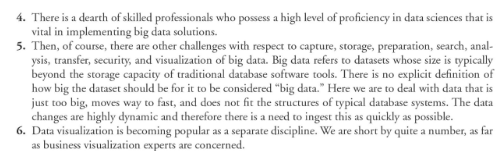 4. There is a dearth of skilled professionals who possess a high level of proficiency in data sciences that is
vital in implementing big data solutions.
5. Then, of course, there are other challenges with respect to capture, storage, preparation, search, anal-
ysis, transfer, security, and visualization of big data. Big data refers to datasets whose size is typically
beyond the storage capacity of traditional database software tools. There is no explicit definition of
how big the dataset should be for it to be considered “big data.” Here we are to deal with data that is
just too big, moves way to fast, and does not fit the structures of typical database systems. The data
changes are highly dynamic and therefore there is a need to ingest this as quickly as possible.
6. Data visualization is becoming popular as a separate discipline. We are short by quite a number, as far
as business visualization experts are concerned.